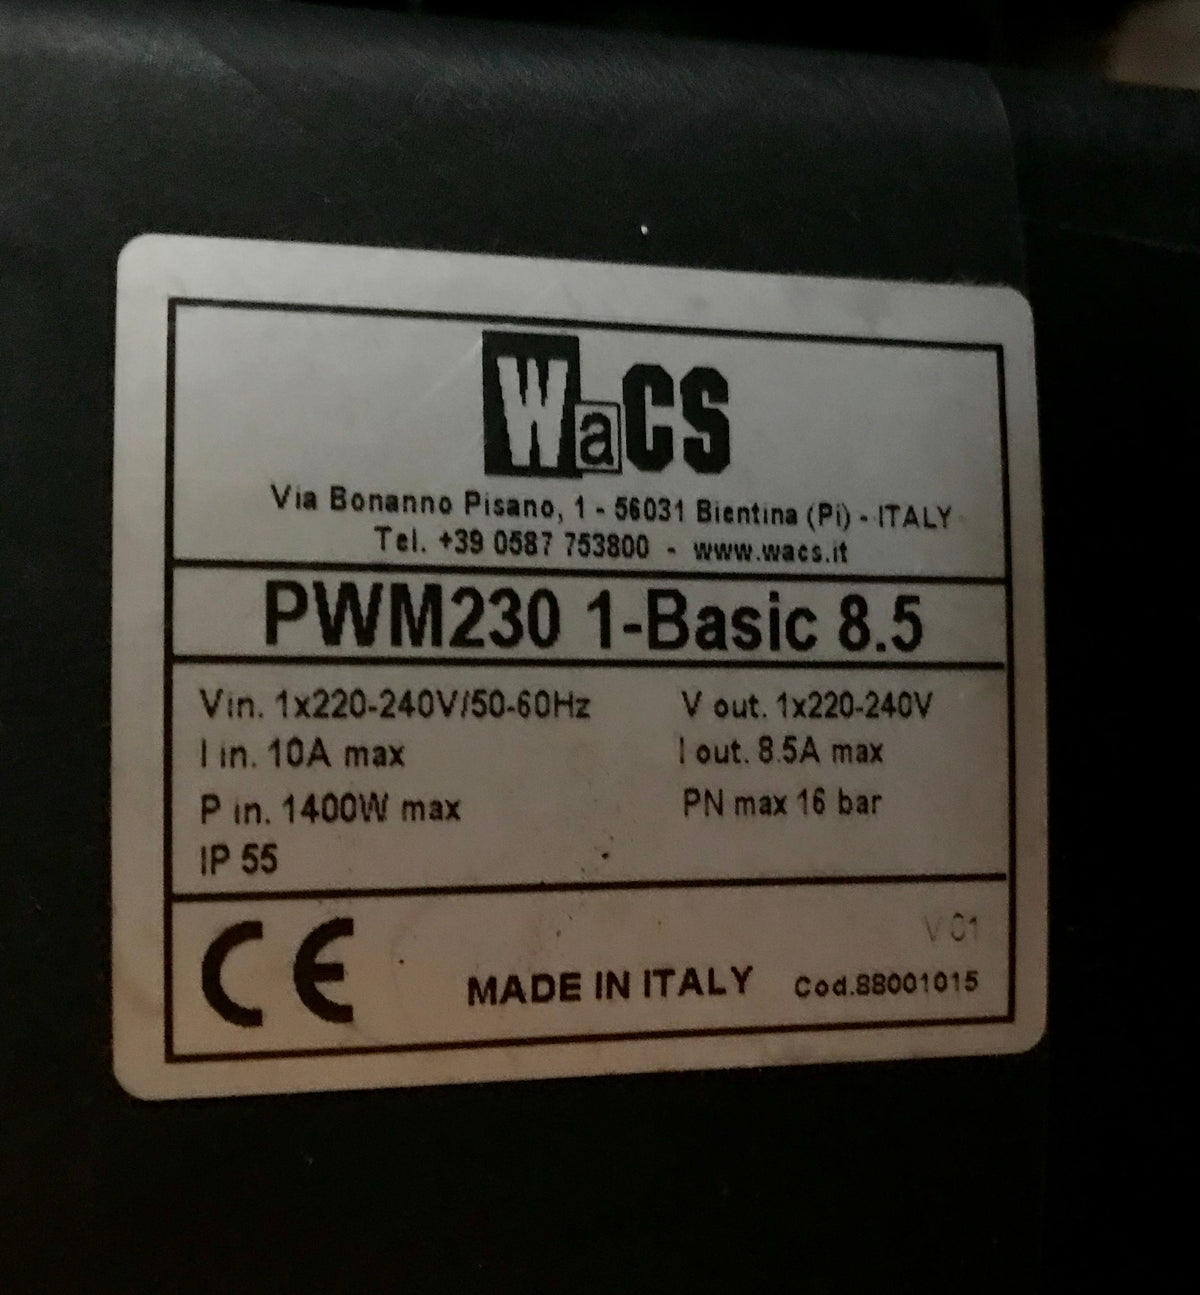 WaCS
Via Bonanno Pisano, 1 - 56031 Bientina (Pi) - ITALY
Tel. +39 0587 753800 - www.wacs.it
PWM230 1-Basic 8.5
Vin. 1x220-240V/50-60Hz V out. 1x220-240V
I in. 10A max I out. 8.5A max
P in. 1400W max PN max 16 bar
IP 55
V 01
CE MADE IN ITALY Cod.88001015